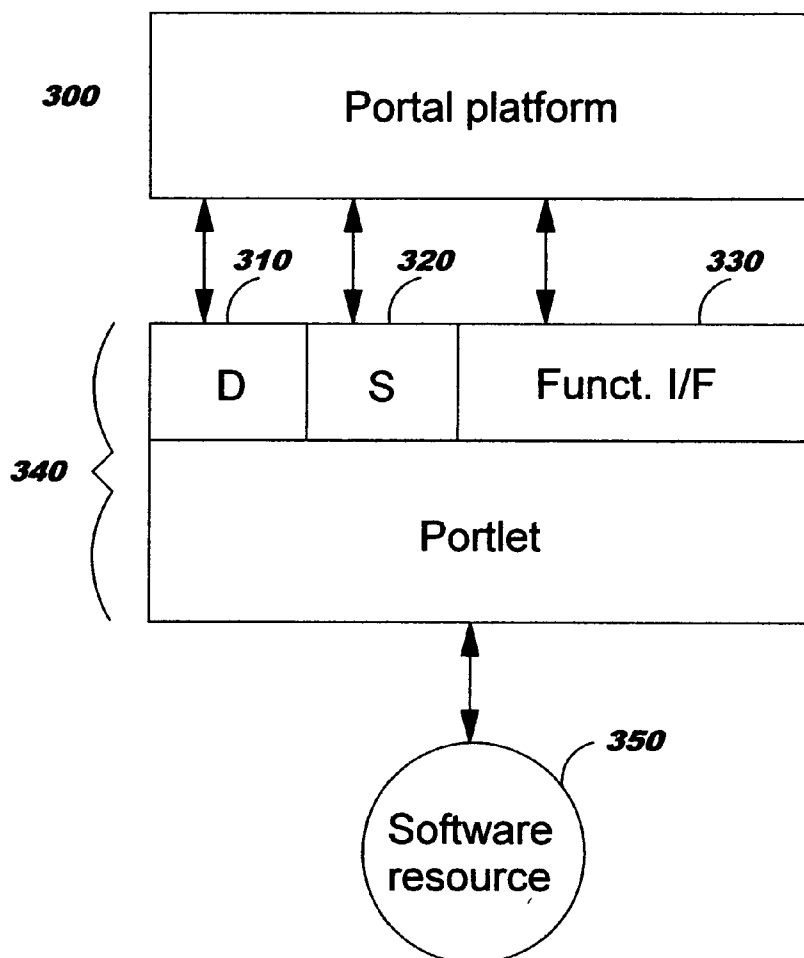 300
Portal platform
310
320
330
D
S
Funct. I/F
340
Portlet
350
Software
resource